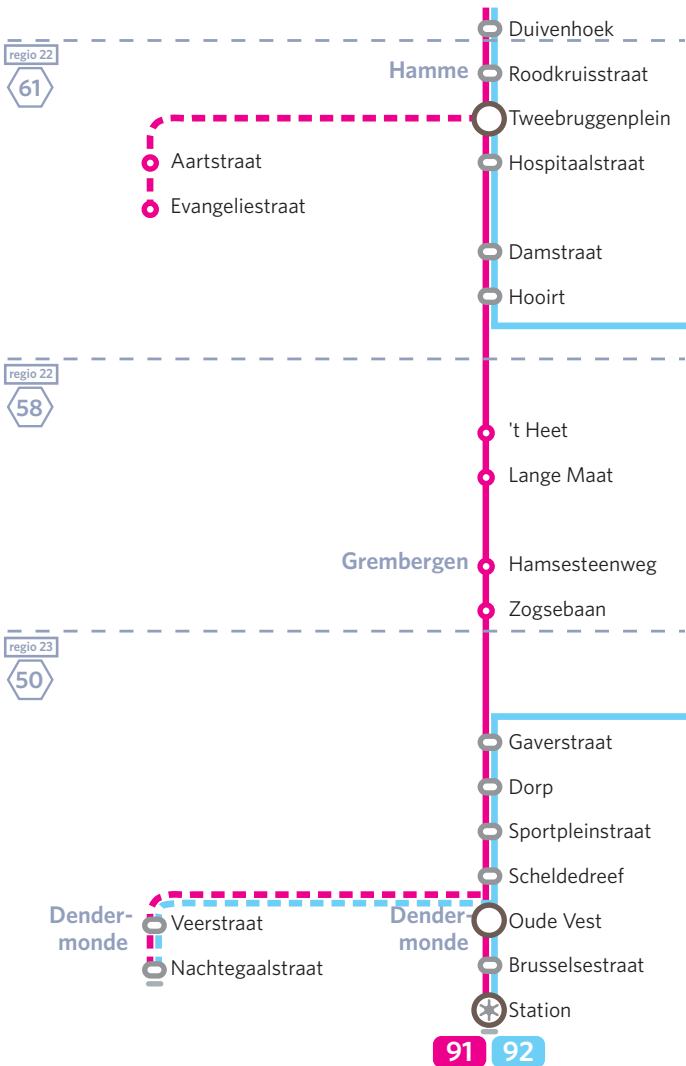 Duivenhoek
regio 22
61
Hamme
Roodkruisstraat
Tweebruggenplein
Aartstraat
Hospitaalstraat
Evangeliestraat
Damstraat
Hooirt
regio 22
58
't Heet
Lange Maat
Grembergen
Hamsesteenweg
Zogsebaan
regio 23
50
Gaverstraat
Dorp
Sportpleinstraat
Scheldedreef
Dender-
monde
Veerstraat
Dender-
monde
Oude Vest
Nachtegaalstraat
Brusselsestraat
Station
91
92